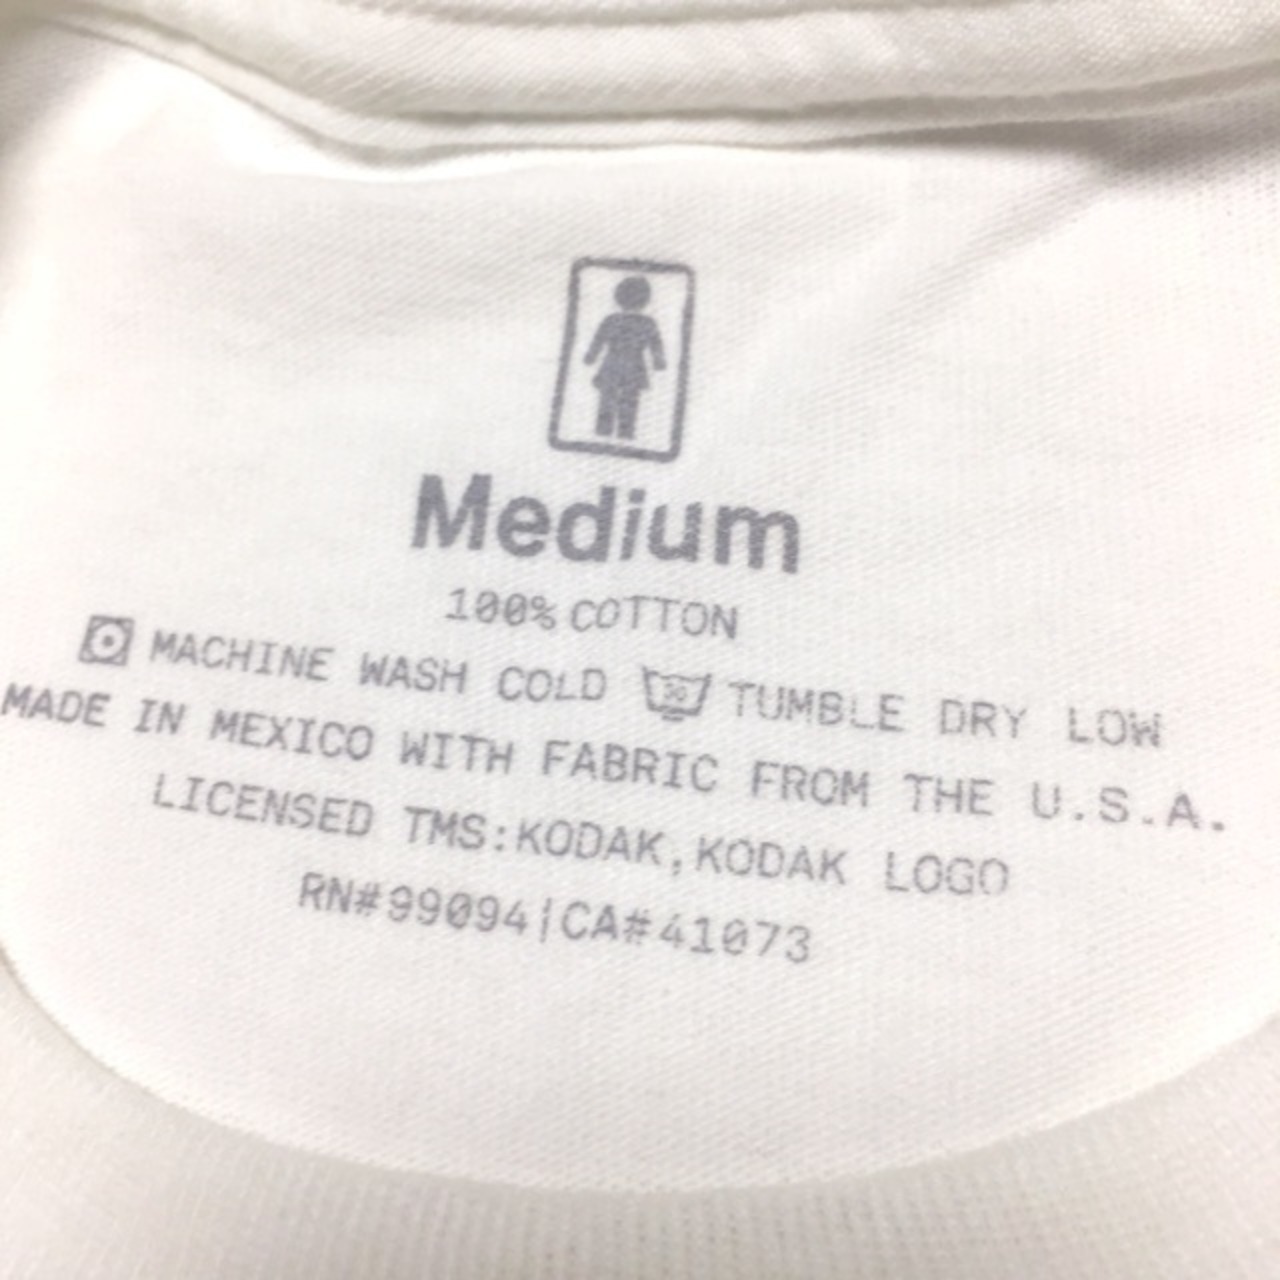 Medium
100% COTTON
MACHINE WASH COLD 30 TUMBLE DRY LOW
MADE IN MEXICO WITH FABRIC FROM THE U.S.A.
LICENSED TMS:KODAK,KODAK LOGO
RN#99094|CA#41073